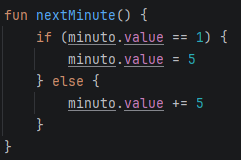 fun nextMinute() {
    if (minuto.value == 1) {
        minuto.value = 5
    } else {
        minuto.value += 5
    }
}